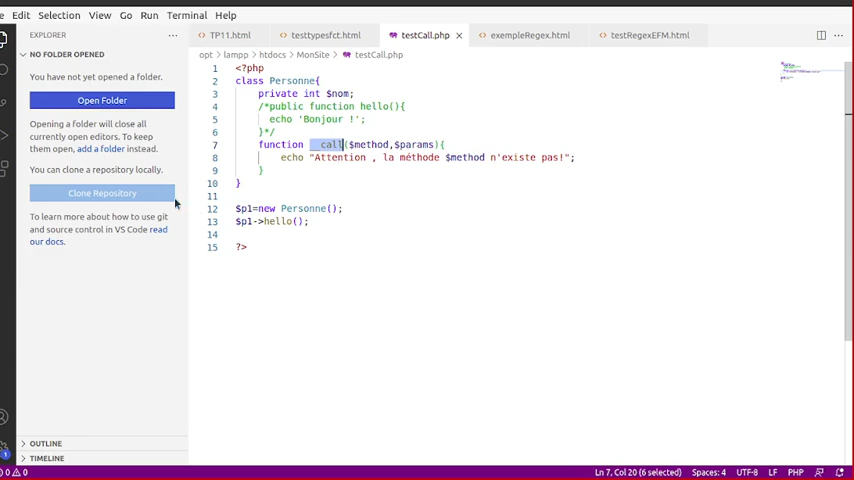 Edit Selection View Go Run Terminal Help
EXPLORER ···
TP11.html testtypesfct.html testCall.php × exempleRegex.html testRegexEFM.html ···
opt > lampp > htdocs > MonSite > testCall.php
NO FOLDER OPENED
You have not yet opened a folder.
Open Folder
Opening a folder will close all
currently open editors. To keep
them open, add a folder instead.
You can clone a repository locally.
Clone Repository
To learn more about how to use git
and source control in VS Code read
our docs.
OUTLINE
TIMELINE
1 <?php
2 class Personne{
3 private int $nom;
4 /*public function hello(){
5 echo 'Bonjour !';
6 }*/
7 function __call($method,$params){
8 echo "Attention , la méthode $method n'existe pas!";
9 }
10 }
11
12 $p1=new Personne();
13 $p1->hello();
14
15 ?>
1
0 0 Ln 7, Col 20 (6 selected) Spaces: 4 UTF-8 LF PHP